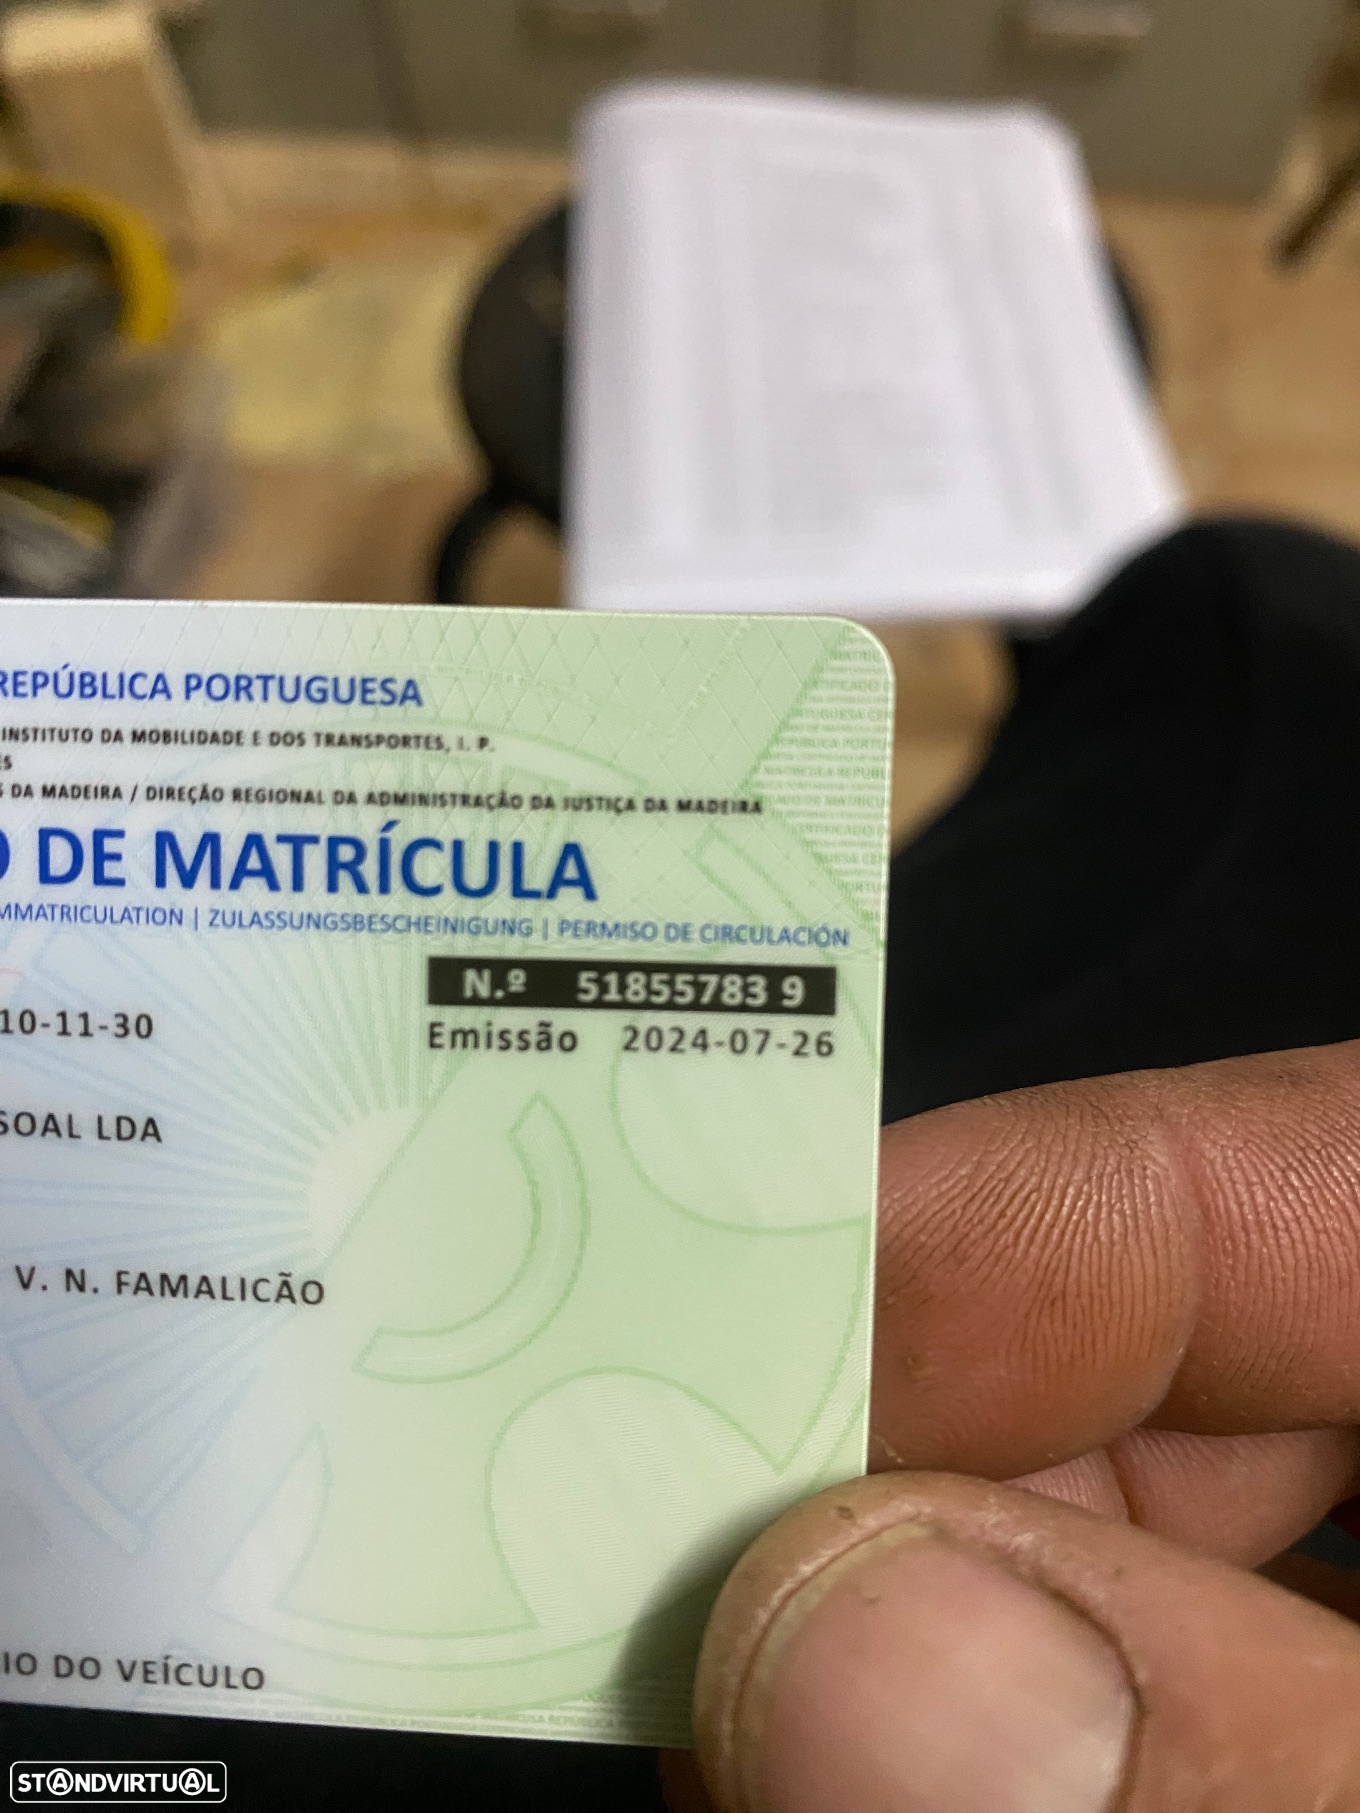 REPÚBLICA PORTUGUESA
INSTITUTO DA MOBILIDADE E DOS TRANSPORTES, I. P.
ES
S DA MADEIRA / DIREÇÃO REGIONAL DA ADMINISTRAÇÃO DA JUSTIÇA DA MADEIRA
O DE MATRÍCULA
MMATRICULATION | ZULASSUNGSBESCHEINIGUNG | PERMISO DE CIRCULACIÓN
N.º 51855783 9
10-11-30 Emissão 2024-07-26
SOAL LDA
V. N. FAMALICÃO
IO DO VEÍCULO
STANDVIRTUAL